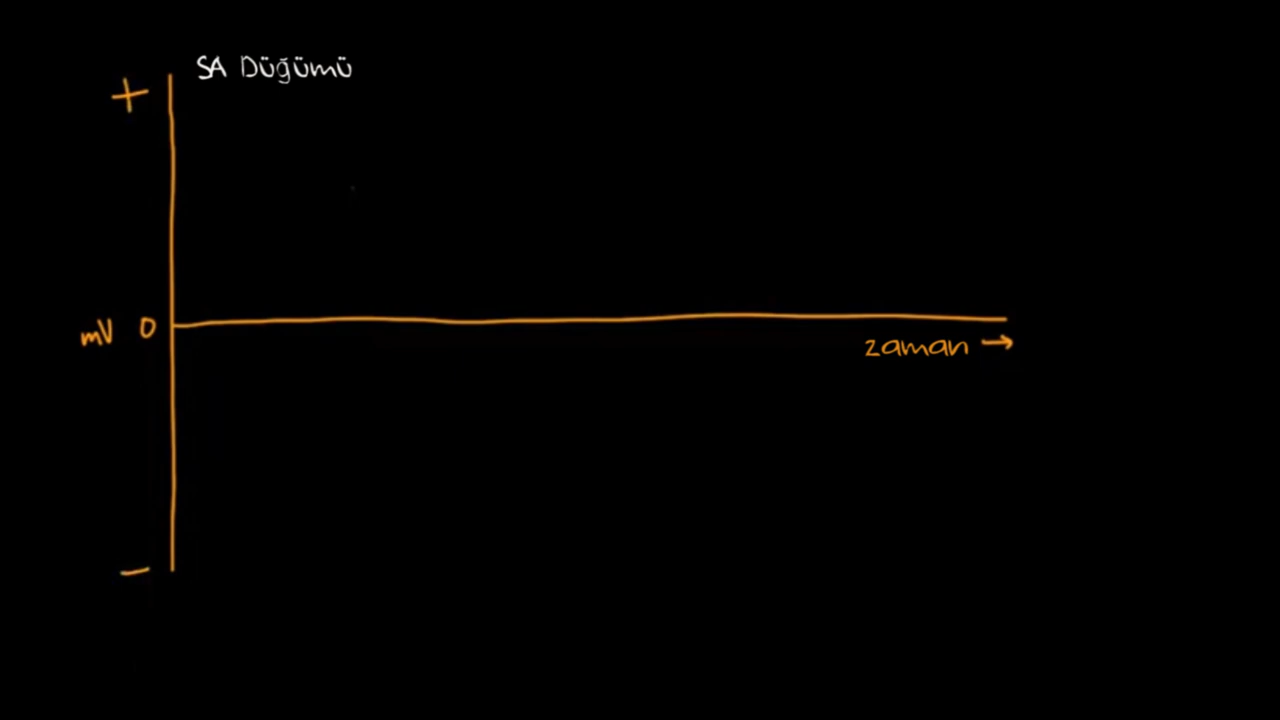 SA Düğümü
+
mV 0
zaman →
−